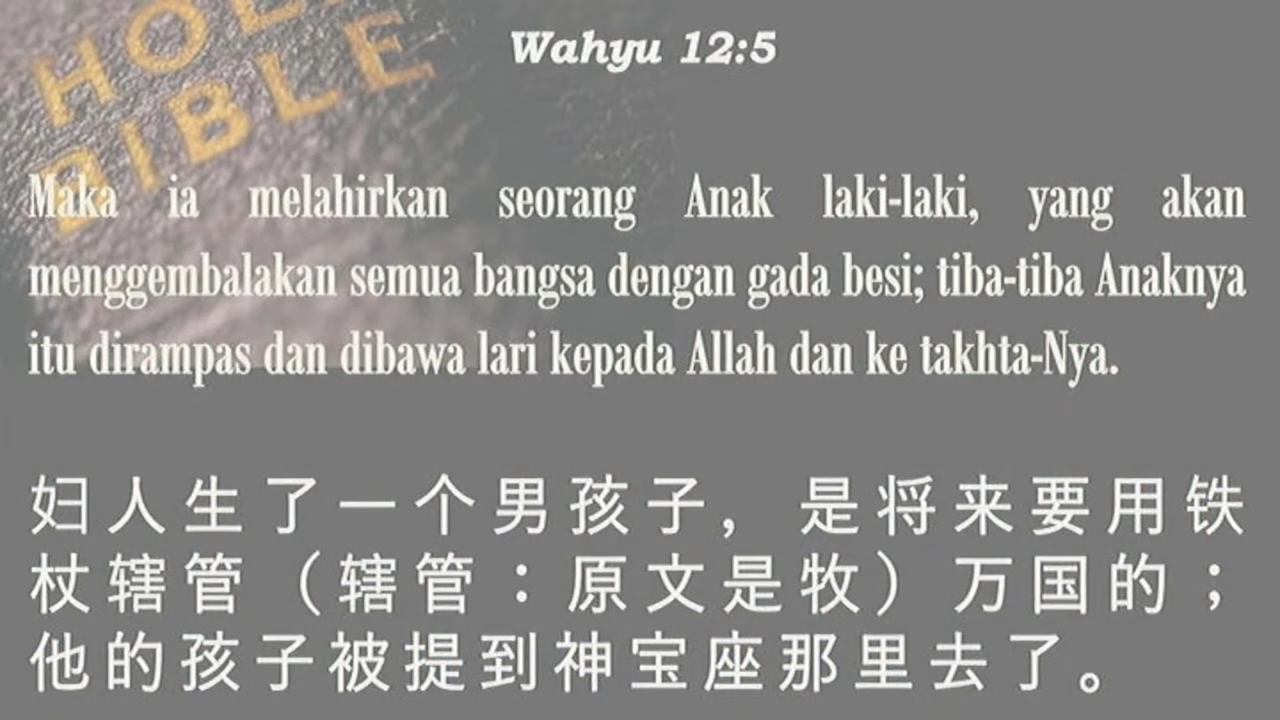 HOL
BIBLE
Wahyu 12:5
Maka ia melahirkan seorang Anak laki-laki, yang akan
menggembalakan semua bangsa dengan gada besi; tiba-tiba Anaknya
itu dirampas dan dibawa lari kepada Allah dan ke takhta-Nya.
妇人生了一个男孩子，是将来要用铁
杖辖管（辖管：原文是牧）万国的；
他的孩子被提到神宝座那里去了。